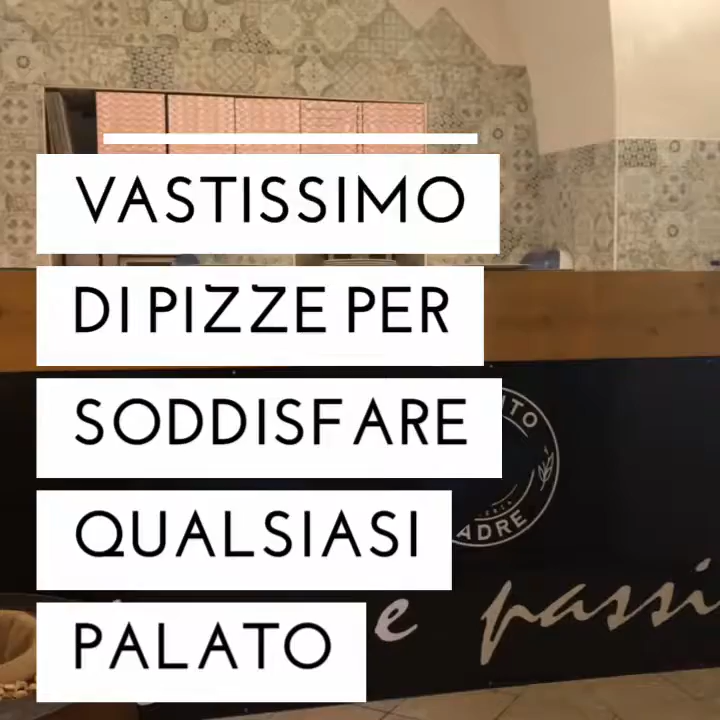 VASTISSIMO
DI PIZZE PER
SODDISFARE
QUALSIASI
PALATO
e